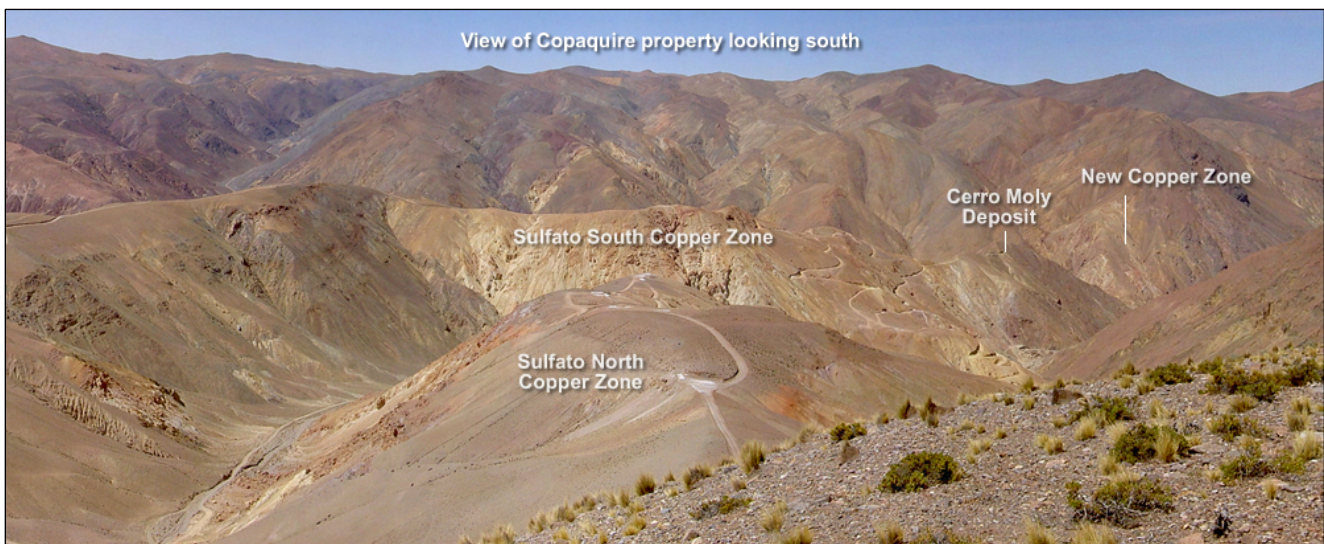 View of Copaquire property looking south
New Copper Zone
Cerro Moly
Deposit
Sulfato South Copper Zone
Sulfato North
Copper Zone